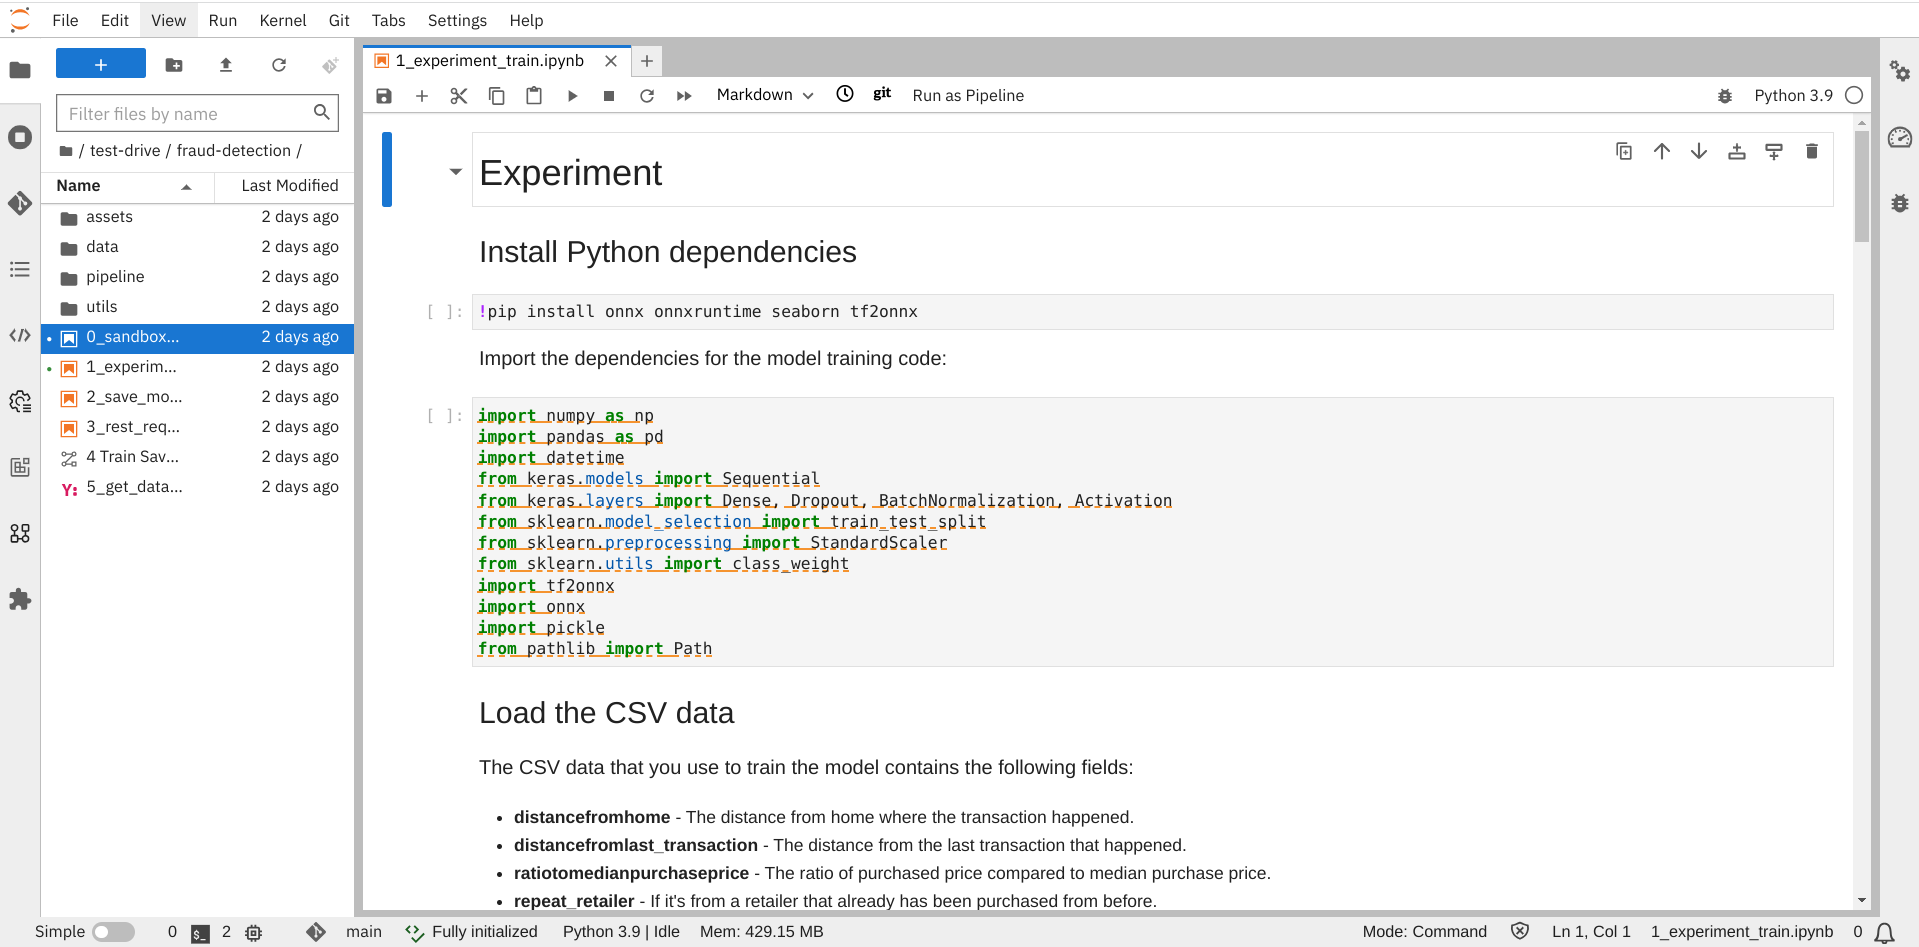 File Edit View Run Kernel Git Tabs Settings Help
+
Filter files by name
/ test-drive / fraud-detection /
Name Last Modified
assets 2 days ago
data 2 days ago
pipeline 2 days ago
utils 2 days ago
0_sandbox... 2 days ago
1_experim... 2 days ago
2_save_mo... 2 days ago
3_rest_req... 2 days ago
4 Train Sav... 2 days ago
Y: 5_get_data... 2 days ago
1_experiment_train.ipynb
Markdown git Run as Pipeline Python 3.9
Experiment
Install Python dependencies
[ ]: !pip install onnx onnxruntime seaborn tf2onnx
Import the dependencies for the model training code:
[ ]: import numpy as np
import pandas as pd
import datetime
from keras.models import Sequential
from keras.layers import Dense, Dropout, BatchNormalization, Activation
from sklearn.model_selection import train_test_split
from sklearn.preprocessing import StandardScaler
from sklearn.utils import class_weight
import tf2onnx
import onnx
import pickle
from pathlib import Path
Load the CSV data
The CSV data that you use to train the model contains the following fields:
• distancefromhome - The distance from home where the transaction happened.
• distancefromlast_transaction - The distance from the last transaction that happened.
• ratiotomedianpurchaseprice - The ratio of purchased price compared to median purchase price.
• repeat_retailer - If it's from a retailer that already has been purchased from before.
Simple 0 $_ 2 main Fully initialized Python 3.9 | Idle Mem: 429.15 MB Mode: Command Ln 1, Col 1 1_experiment_train.ipynb 0